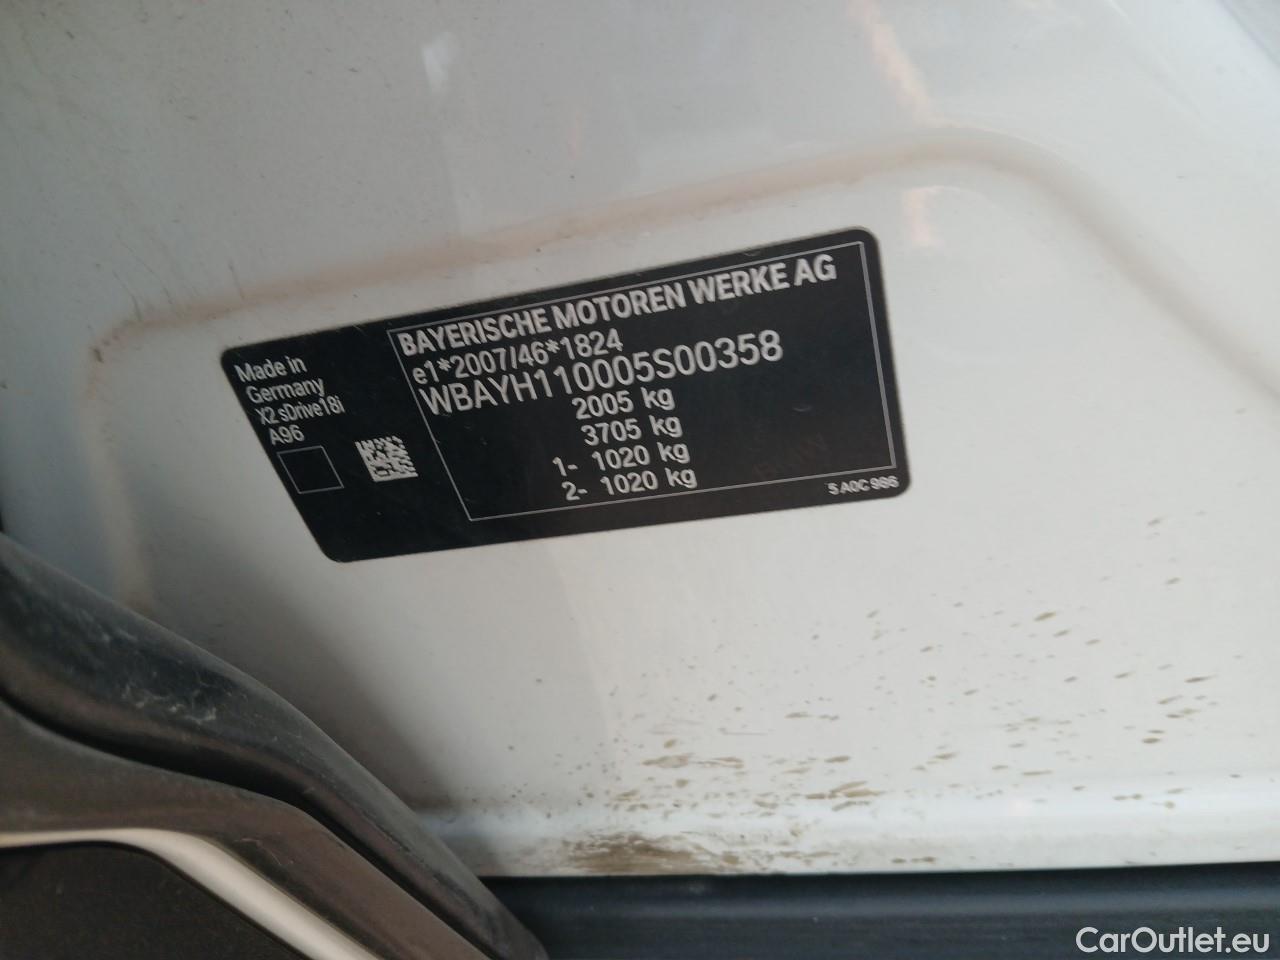 Made in
Germany
X2 sDrive18i
A96
BAYERISCHE MOTOREN WERKE AG
e1*2007/46*1824
WBAYH110005S00358
2005 kg
3705 kg
1- 1020 kg
2- 1020 kg
5 A0C 966
CarOutlet.eu